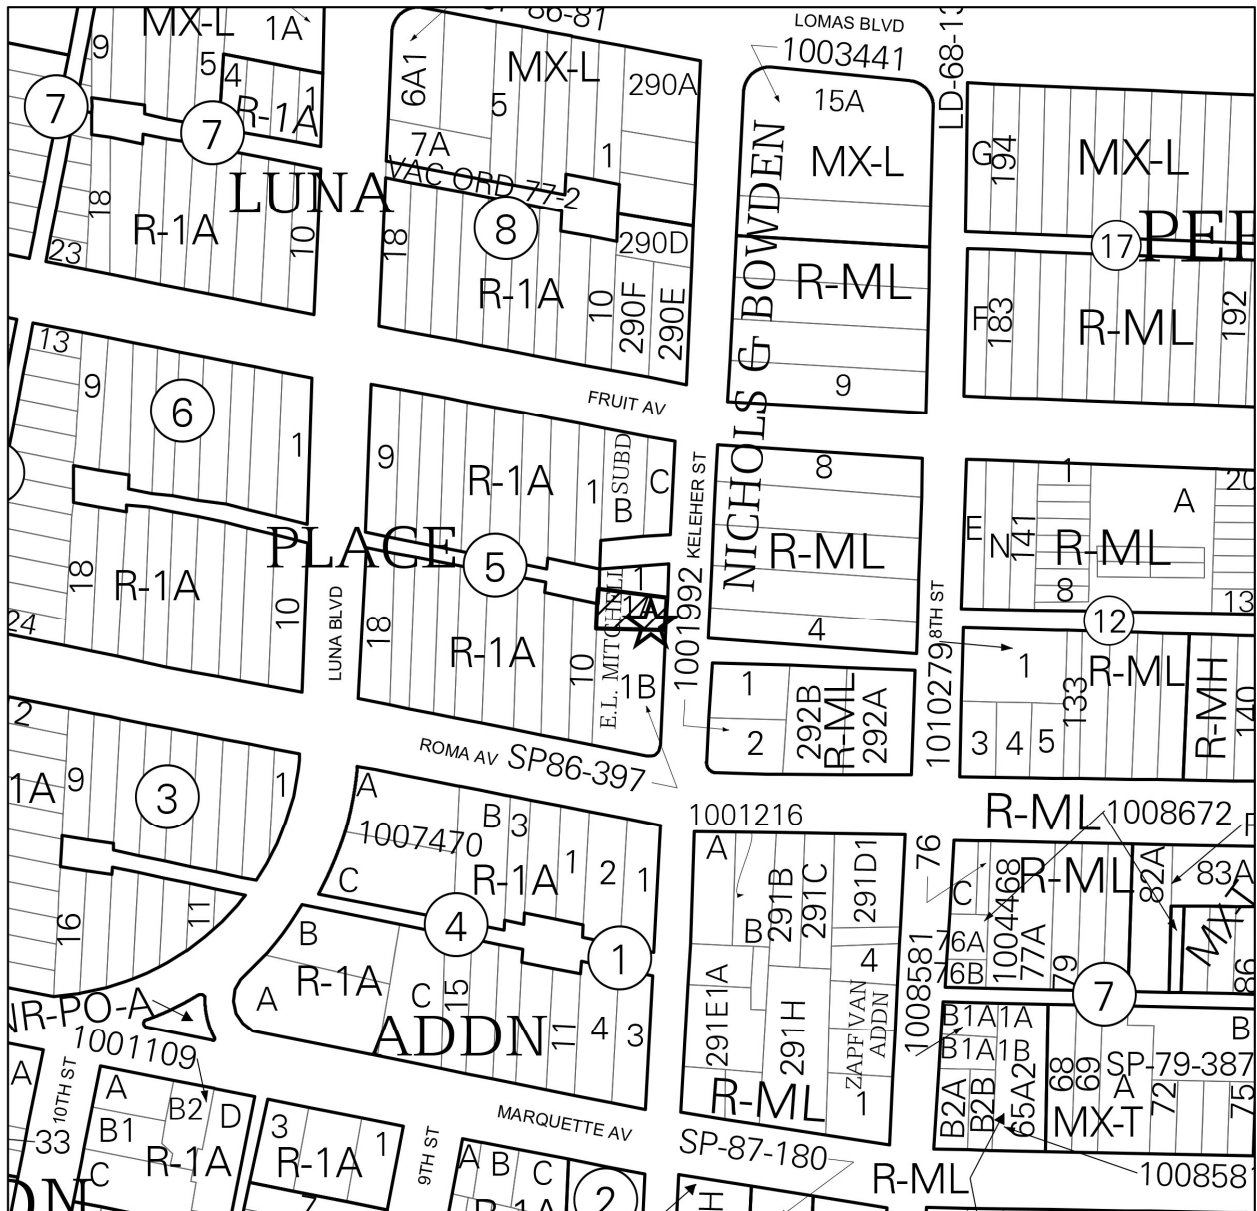 MX-L
1A
9
5
4
1
R-1A
7
7
18
R-1A
10
23
LUNA
6A1
MX-L
5
290A
7A
1
VAC ORD 77-2
8
18
R-1A
10
290D
290F
290E
LOMAS BLVD
1003441
15A
MX-L
R-ML
9
NICHOLS & BOWDEN
G
194
MX-L
17
F
183
R-ML
192
13
9
6
1
18
R-1A
10
24
PLACE
LUNA BLVD
FRUIT AV
9
R-1A
1
SUBD
B
C
5
1
18
R-1A
10
E.L. MITCHELL
1B
KELEHER ST
1001992
8
R-ML
4
1
2
292B
R-ML
292A
8TH ST
1010279
E
N
141
1
8
R-ML
A
20
13
12
1
133
R-ML
R-MH
140
3
4
5
2
1A
9
3
1
16
11
ROMA AV
SP86-397
A
1007470
B
3
R-1A
1
2
1
C
4
1
B
R-1A
A
C
15
11
4
3
ADDN
1001216
A
B
291B
291C
291D1
4
291E1A
291H
ZAPF VAN
ADDN
R-ML
1
76
1008581
R-ML
1008672
R-ML
C
1004468
77A
76A
76B
79
82A
83A
MXT
86
7
B1A1A
B1A1B
B2A
B2B
65A2
68
69
SP-79-387
A
B
72
75
MX-T
NR-PO-A
1001109
10TH ST
A
33
A
B1
B2
D
C
R-1A
3
1
R-1A
9TH ST
MARQUETTE AV
A
B
C
2
SP-87-180
R-ML